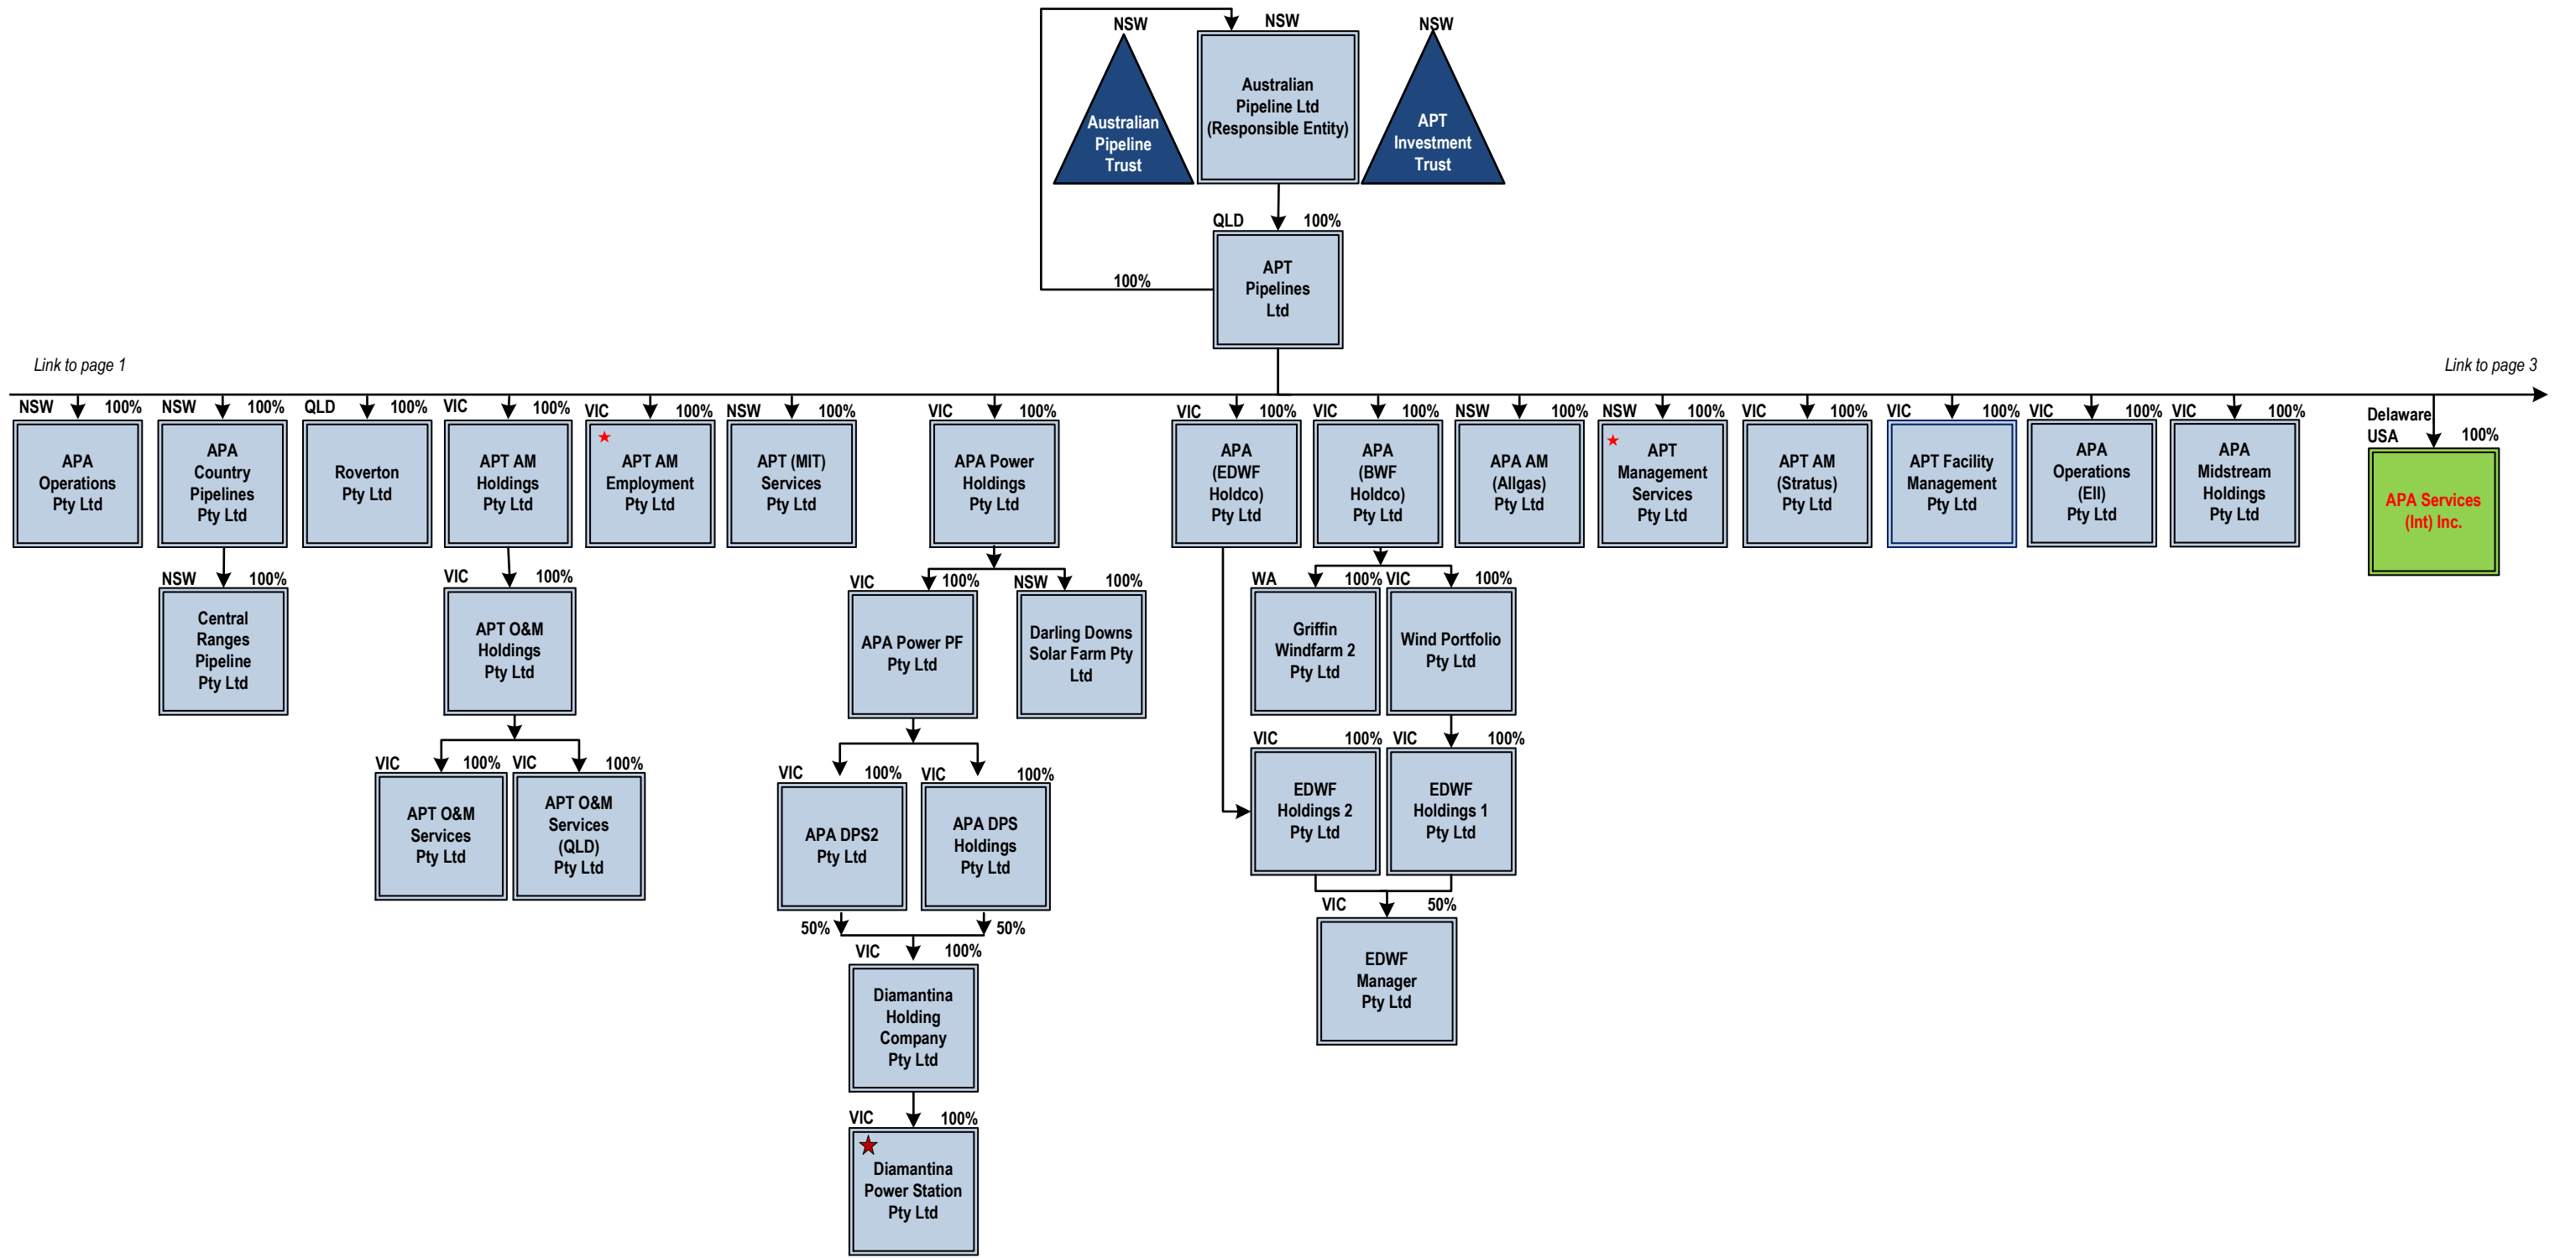 NSW
NSW
NSW
Australian
Pipeline
Trust
Australian
Pipeline Ltd
(Responsible Entity)
APT
Investment
Trust
QLD 100%
APT
Pipelines
Ltd
100%
Link to page 1
Link to page 3
NSW 100%
APA
Operations
Pty Ltd
NSW 100%
APA
Country
Pipelines
Pty Ltd
QLD 100%
Roverton
Pty Ltd
VIC 100%
APT AM
Holdings
Pty Ltd
VIC 100%
APT AM
Employment
Pty Ltd
NSW 100%
APT (MIT)
Services
Pty Ltd
VIC 100%
APA Power
Holdings
Pty Ltd
VIC 100%
APA
(EDWF
Holdco)
Pty Ltd
VIC 100%
APA
(BWF
Holdco)
Pty Ltd
NSW 100%
APA AM
(Allgas)
Pty Ltd
NSW 100%
APT
Management
Services
Pty Ltd
VIC 100%
APT AM
(Stratus)
Pty Ltd
VIC 100%
APT Facility
Management
Pty Ltd
VIC 100%
APA
Operations
(EII)
Pty Ltd
VIC 100%
APA
Midstream
Holdings
Pty Ltd
Delaware
USA 100%
APA Services
(Int) Inc.
NSW 100%
Central
Ranges
Pipeline
Pty Ltd
VIC 100%
APT O&M
Holdings
Pty Ltd
VIC 100%
APA Power PF
Pty Ltd
NSW 100%
Darling Downs
Solar Farm Pty
Ltd
WA 100%
Griffin
Windfarm 2
Pty Ltd
VIC 100%
Wind Portfolio
Pty Ltd
VIC 100%
APT O&M
Services
Pty Ltd
VIC 100%
APT O&M
Services
(QLD)
Pty Ltd
VIC 100%
APA DPS2
Pty Ltd
VIC 100%
APA DPS
Holdings
Pty Ltd
VIC 100%
EDWF
Holdings 2
Pty Ltd
VIC 100%
EDWF
Holdings 1
Pty Ltd
50%
50%
VIC 100%
Diamantina
Holding
Company
Pty Ltd
VIC 50%
EDWF
Manager
Pty Ltd
VIC 100%
Diamantina
Power Station
Pty Ltd